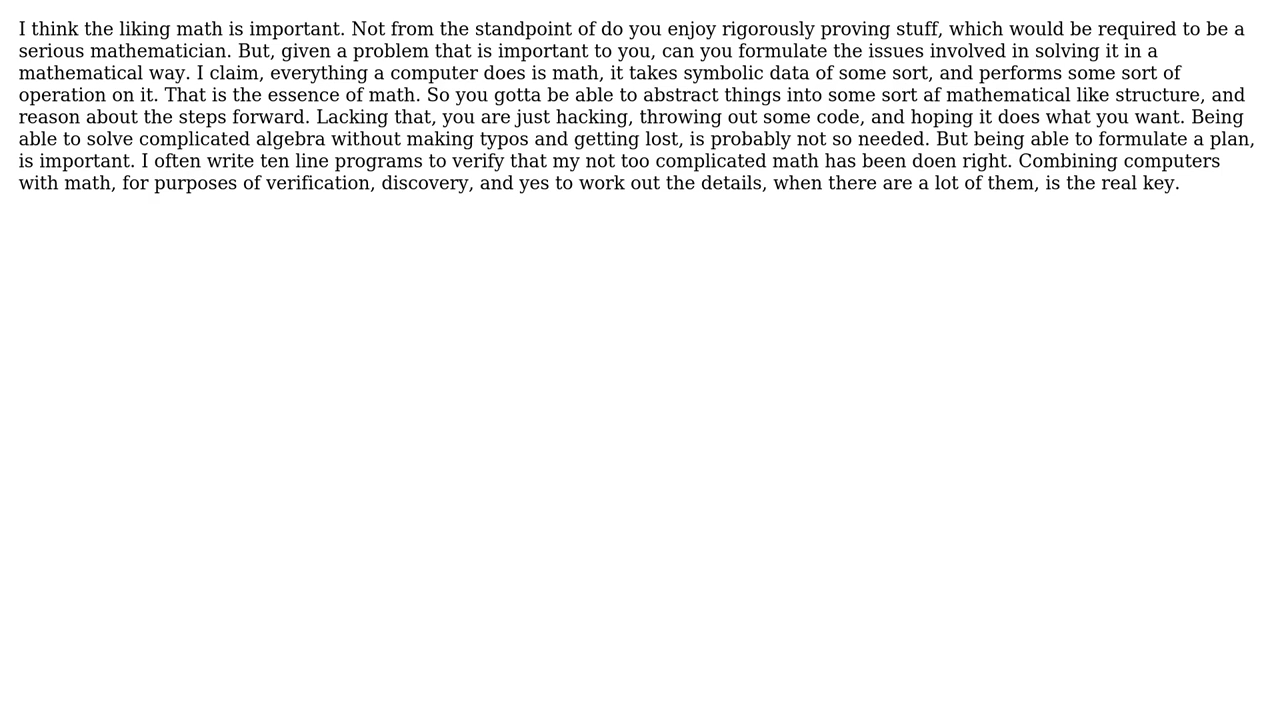 I think the liking math is important. Not from the standpoint of do you enjoy rigorously proving stuff, which would be required to be a
serious mathematician. But, given a problem that is important to you, can you formulate the issues involved in solving it in a
mathematical way. I claim, everything a computer does is math, it takes symbolic data of some sort, and performs some sort of
operation on it. That is the essence of math. So you gotta be able to abstract things into some sort af mathematical like structure, and
reason about the steps forward. Lacking that, you are just hacking, throwing out some code, and hoping it does what you want. Being
able to solve complicated algebra without making typos and getting lost, is probably not so needed. But being able to formulate a plan,
is important. I often write ten line programs to verify that my not too complicated math has been doen right. Combining computers
with math, for purposes of verification, discovery, and yes to work out the details, when there are a lot of them, is the real key.